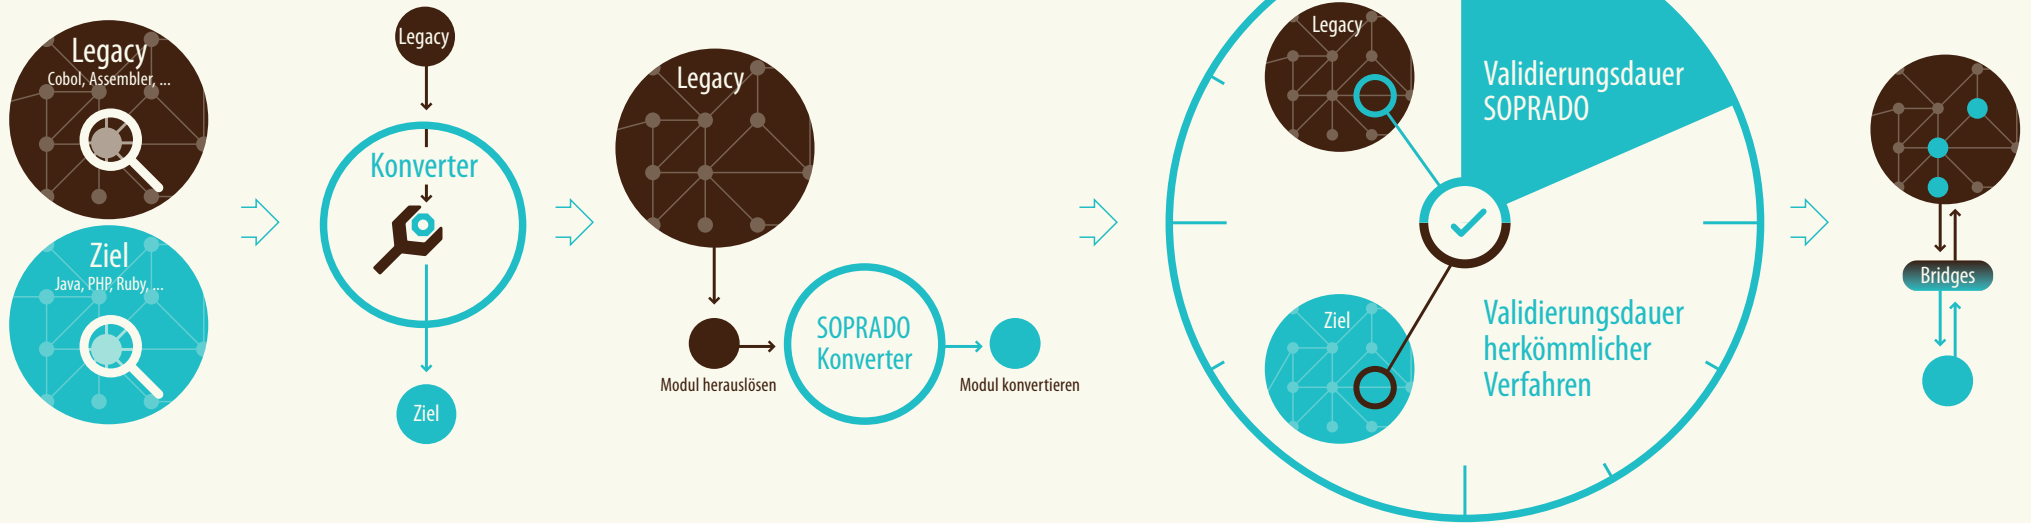 Legacy
Cobol, Assembler, ...
Ziel
Java, PHP, Ruby, ...
Legacy
Konverter
Ziel
Legacy
SOPRADO
Konverter
Modul herauslösen
Modul konvertieren
Legacy
Validierungsdauer
SOPRADO
Ziel
Validierungsdauer
herkömmlicher
Verfahren
Bridges